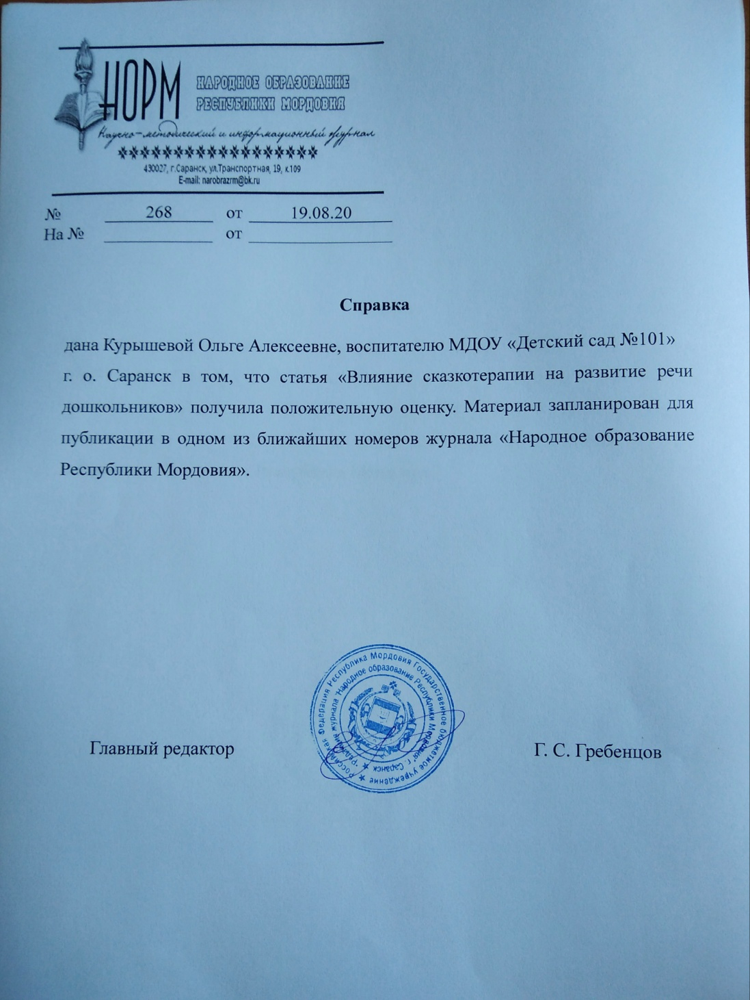 НОРМ
НАРОДНОЕ ОБРАЗОВАНИЕ
РЕСПУБЛИКИ МОРДОВИЯ
Научно-методический и информационный журнал
430027, г.Саранск, ул.Транспортная, 19, к.109
E-mail: narobrazrm@bk.ru
№ 268 от 19.08.20
На № от
Справка
дана Курышевой Ольге Алексеевне, воспитателю МДОУ «Детский сад №101»
г. о. Саранск в том, что статья «Влияние сказкотерапии на развитие речи
дошкольников» получила положительную оценку. Материал запланирован для
публикации в одном из ближайших номеров журнала «Народное образование
Республики Мордовия».
Российская Федерация Республика Мордовия Государственное бюджетное учреждение
"Редакция журнала "Народное образование Республики Мордовия" г. Саранск
Главный редактор
Г. С. Гребенцов